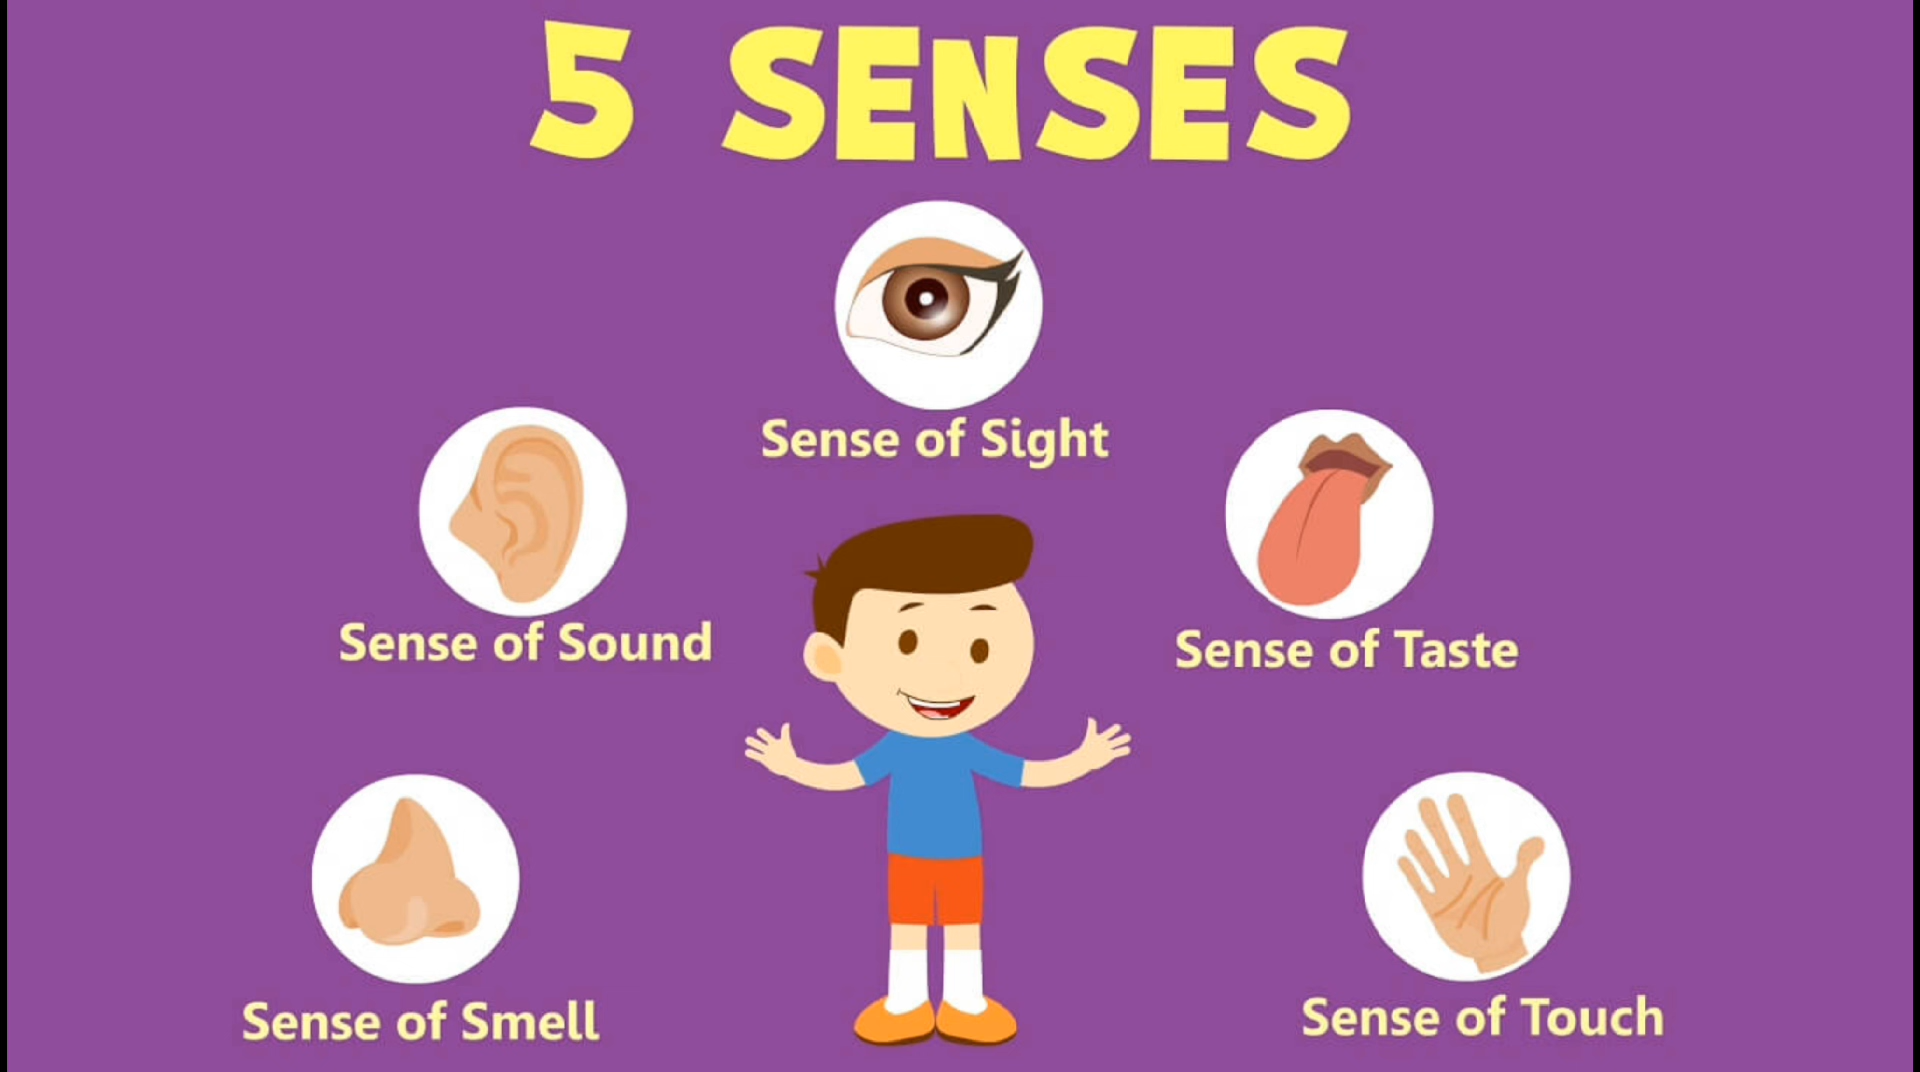 5 SENSES
Sense of Sight
Sense of Sound
Sense of Taste
Sense of Smell
Sense of Touch